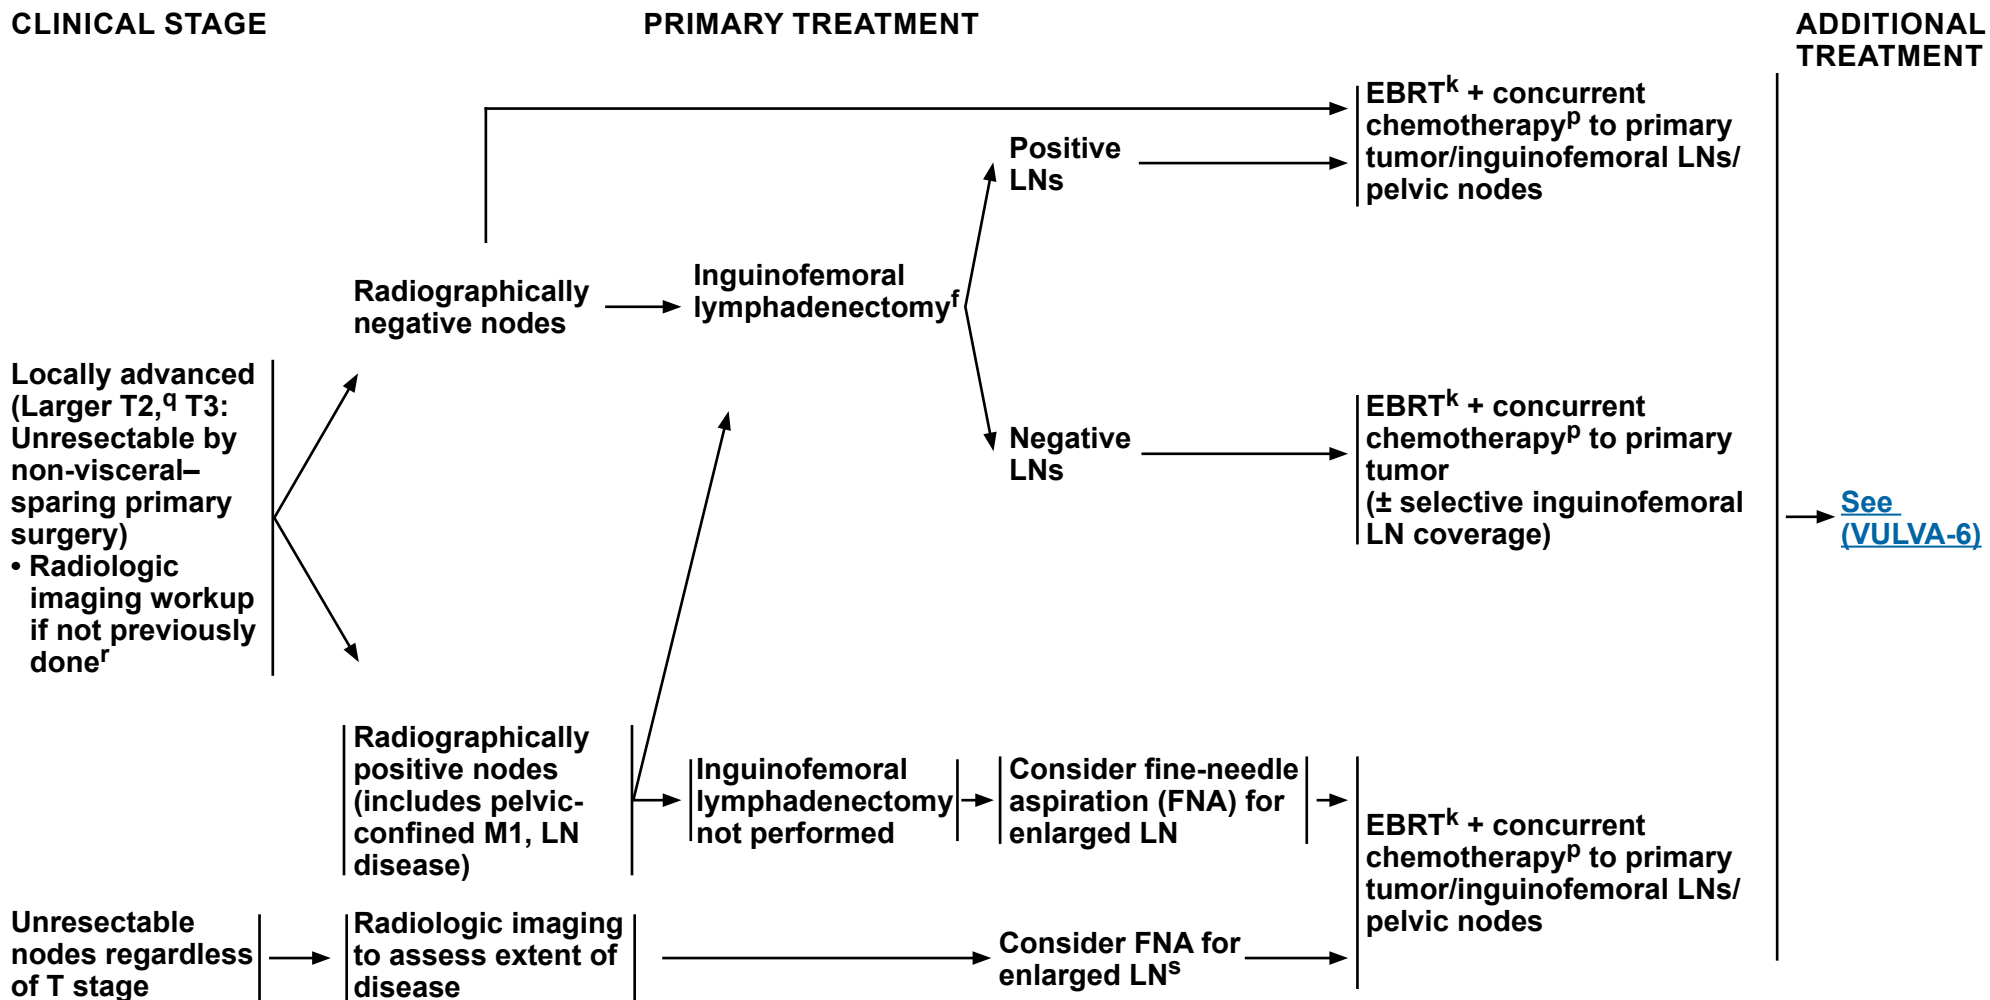 CLINICAL STAGE
PRIMARY TREATMENT
ADDITIONAL
TREATMENT
EBRTᵏ + concurrent
chemotherapyᵖ to primary
tumor/inguinofemoral LNs/
pelvic nodes
Positive
LNs
Radiographically
negative nodes
Inguinofemoral
lymphadenectomyᶠ
Locally advanced
(Larger T2,q T3:
Unresectable by
non-visceral–
sparing primary
surgery)
• Radiologic
imaging workup
if not previously
doneʳ
Negative
LNs
EBRTᵏ + concurrent
chemotherapyᵖ to primary
tumor
(± selective inguinofemoral
LN coverage)
See
(VULVA-6)
Radiographically
positive nodes
(includes pelvic-
confined M1, LN
disease)
Inguinofemoral
lymphadenectomy
not performed
Consider fine-needle
aspiration (FNA) for
enlarged LN
EBRTᵏ + concurrent
chemotherapyᵖ to primary
tumor/inguinofemoral LNs/
pelvic nodes
Unresectable
nodes regardless
of T stage
Radiologic imaging
to assess extent of
disease
Consider FNA for
enlarged LNˢ